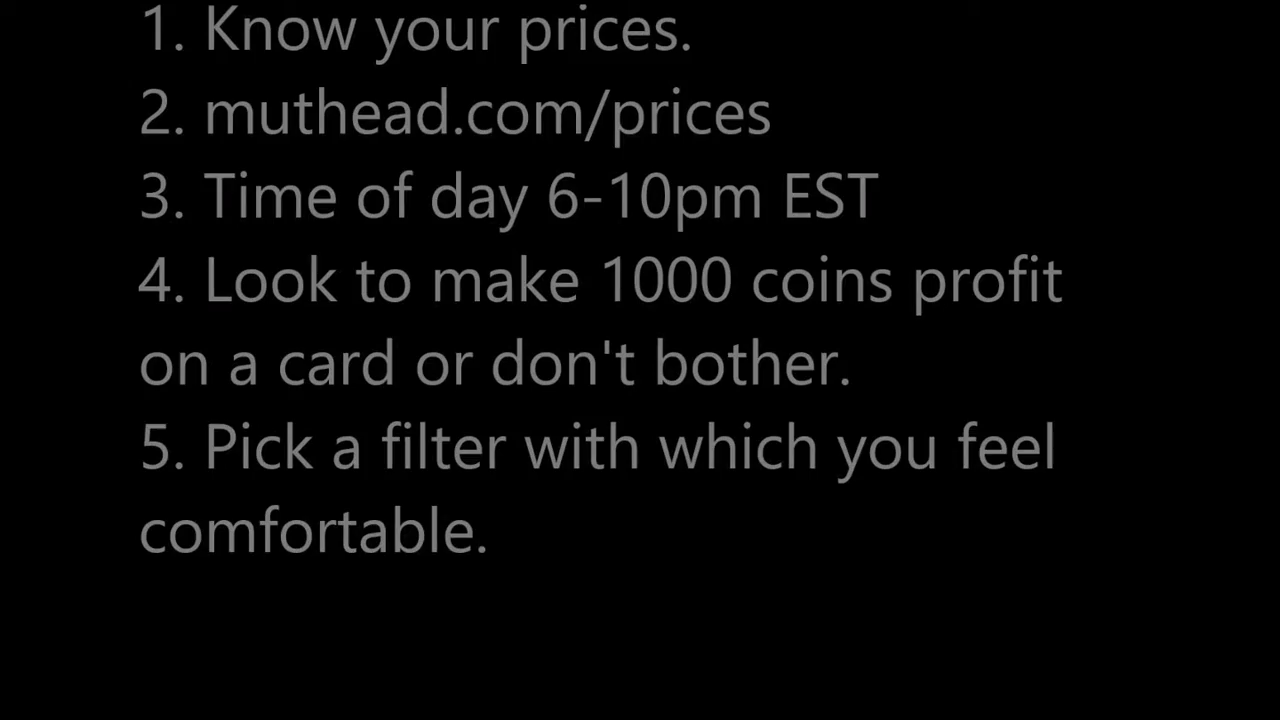 1. Know your prices.
2. muthead.com/prices
3. Time of day 6-10pm EST
4. Look to make 1000 coins profit
on a card or don't bother.
5. Pick a filter with which you feel
comfortable.